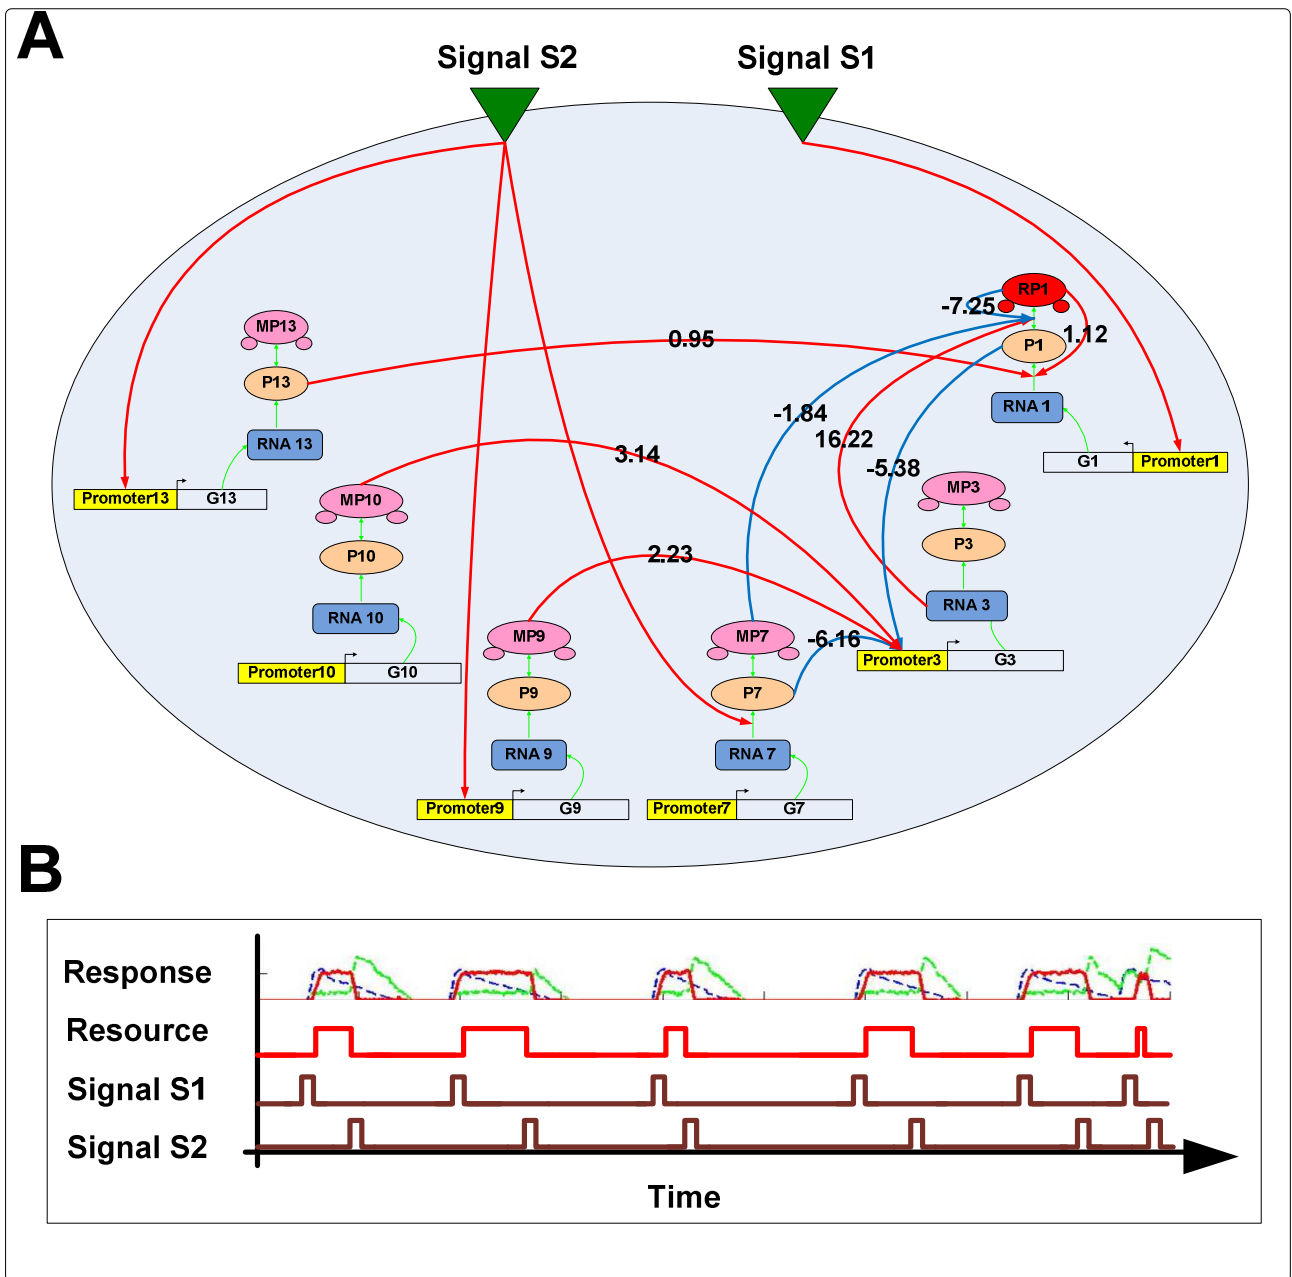 A
Signal S2
Signal S1
RP1
-7.25
MP13
1.12
0.95
P1
P13
RNA 1
-1.84
16.22
RNA 13
3.14
G1
Promoter1
-5.38
MP3
Promoter13
G13
MP10
P3
P10
2.23
RNA 3
RNA 10
MP9
MP7
-6.16
Promoter3
G3
Promoter10
G10
P9
P7
RNA 9
RNA 7
Promoter9
G9
Promoter7
G7
B
Response
Resource
Signal S1
Signal S2
Time